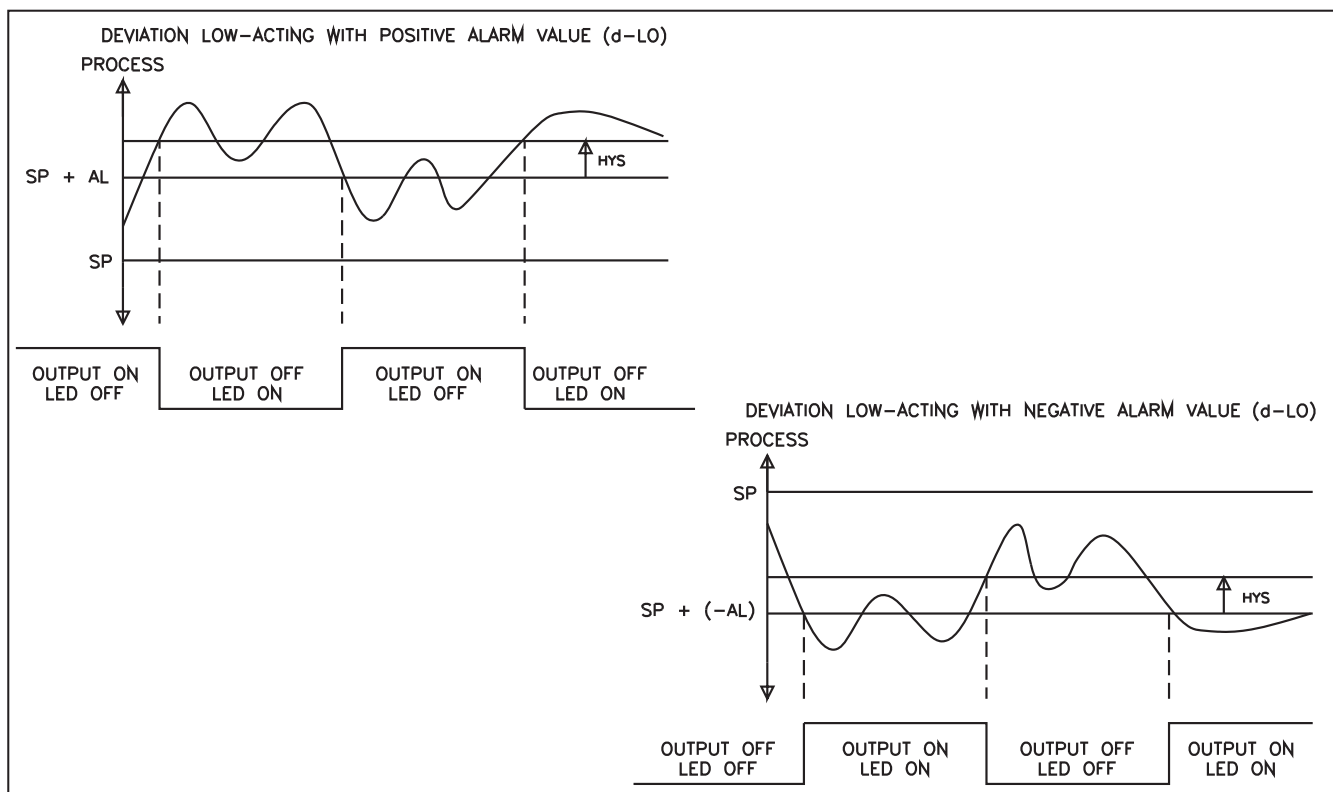 DEVIATION LOW-ACTING WITH POSITIVE ALARM VALUE (d-LO)
PROCESS
HYS
SP + AL
SP
OUTPUT ON
LED OFF
OUTPUT OFF
LED ON
OUTPUT ON
LED OFF
OUTPUT OFF
LED ON
DEVIATION LOW-ACTING WITH NEGATIVE ALARM VALUE (d-LO)
PROCESS
SP
HYS
SP + (-AL)
OUTPUT OFF
LED OFF
OUTPUT ON
LED ON
OUTPUT OFF
LED OFF
OUTPUT ON
LED ON